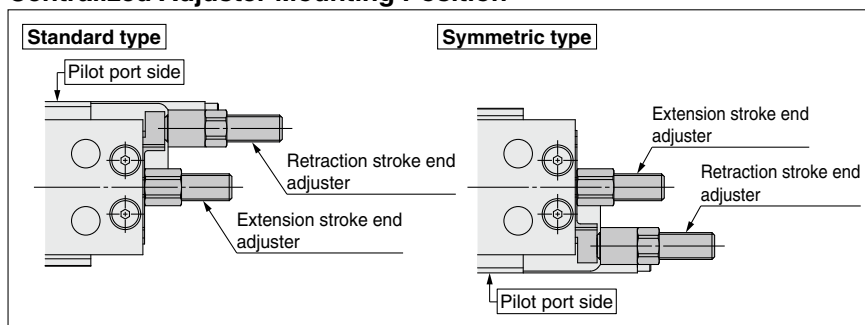 Centralized Adjuster Mounting Position
Standard type
Pilot port side
Retraction stroke end
adjuster
Extension stroke end
adjuster
Symmetric type
Extension stroke end
adjuster
Retraction stroke end
adjuster
Pilot port side